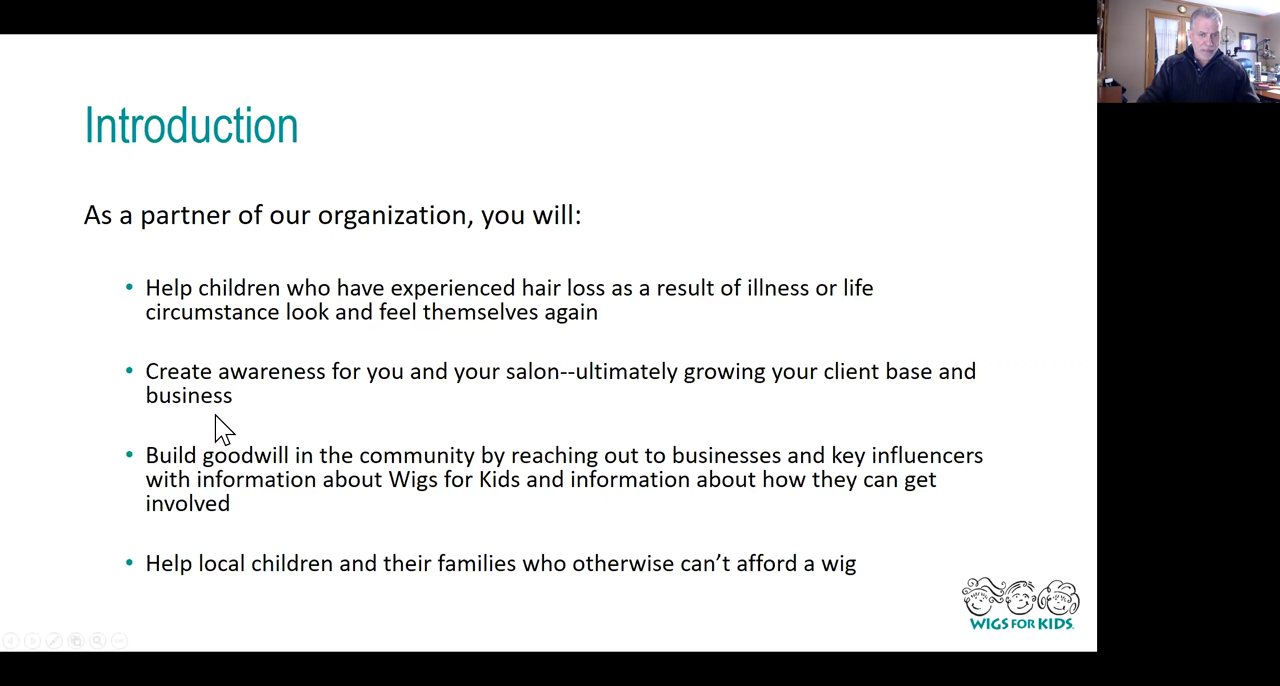 Introduction
As a partner of our organization, you will:
• Help children who have experienced hair loss as a result of illness or life
circumstance look and feel themselves again
• Create awareness for you and your salon--ultimately growing your client base and
business
• Build goodwill in the community by reaching out to businesses and key influencers
with information about Wigs for Kids and information about how they can get
involved
• Help local children and their families who otherwise can’t afford a wig
WIGS FOR KIDS.